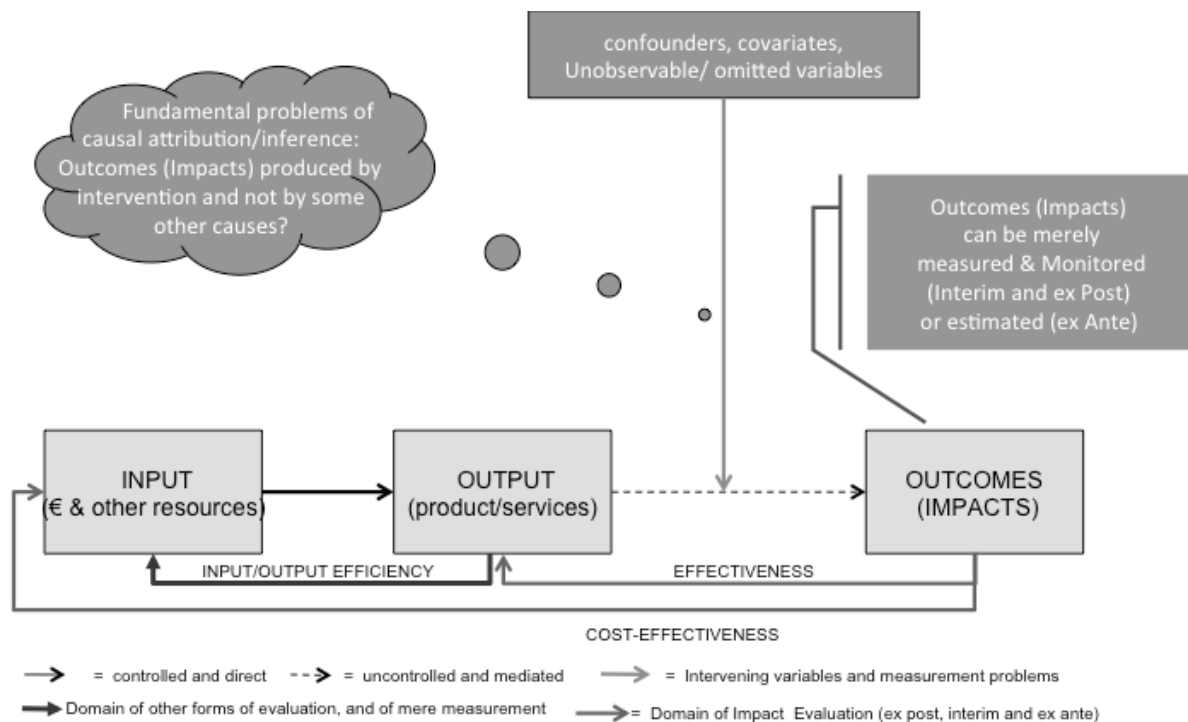 confounders, covariates,
Unobservable/ omitted variables
Fundamental problems of
causal attribution/inference:
Outcomes (Impacts) produced by
intervention and not by some
other causes?
Outcomes (Impacts)
can be merely
measured & Monitored
(Interim and ex Post)
or estimated (ex Ante)
INPUT
(€ & other resources)
OUTPUT
(product/services)
OUTCOMES
(IMPACTS)
INPUT/OUTPUT EFFICIENCY
EFFECTIVENESS
COST-EFFECTIVENESS
= controlled and direct
= uncontrolled and mediated
= Intervening variables and measurement problems
Domain of other forms of evaluation, and of mere measurement
= Domain of Impact Evaluation (ex post, interim and ex ante)